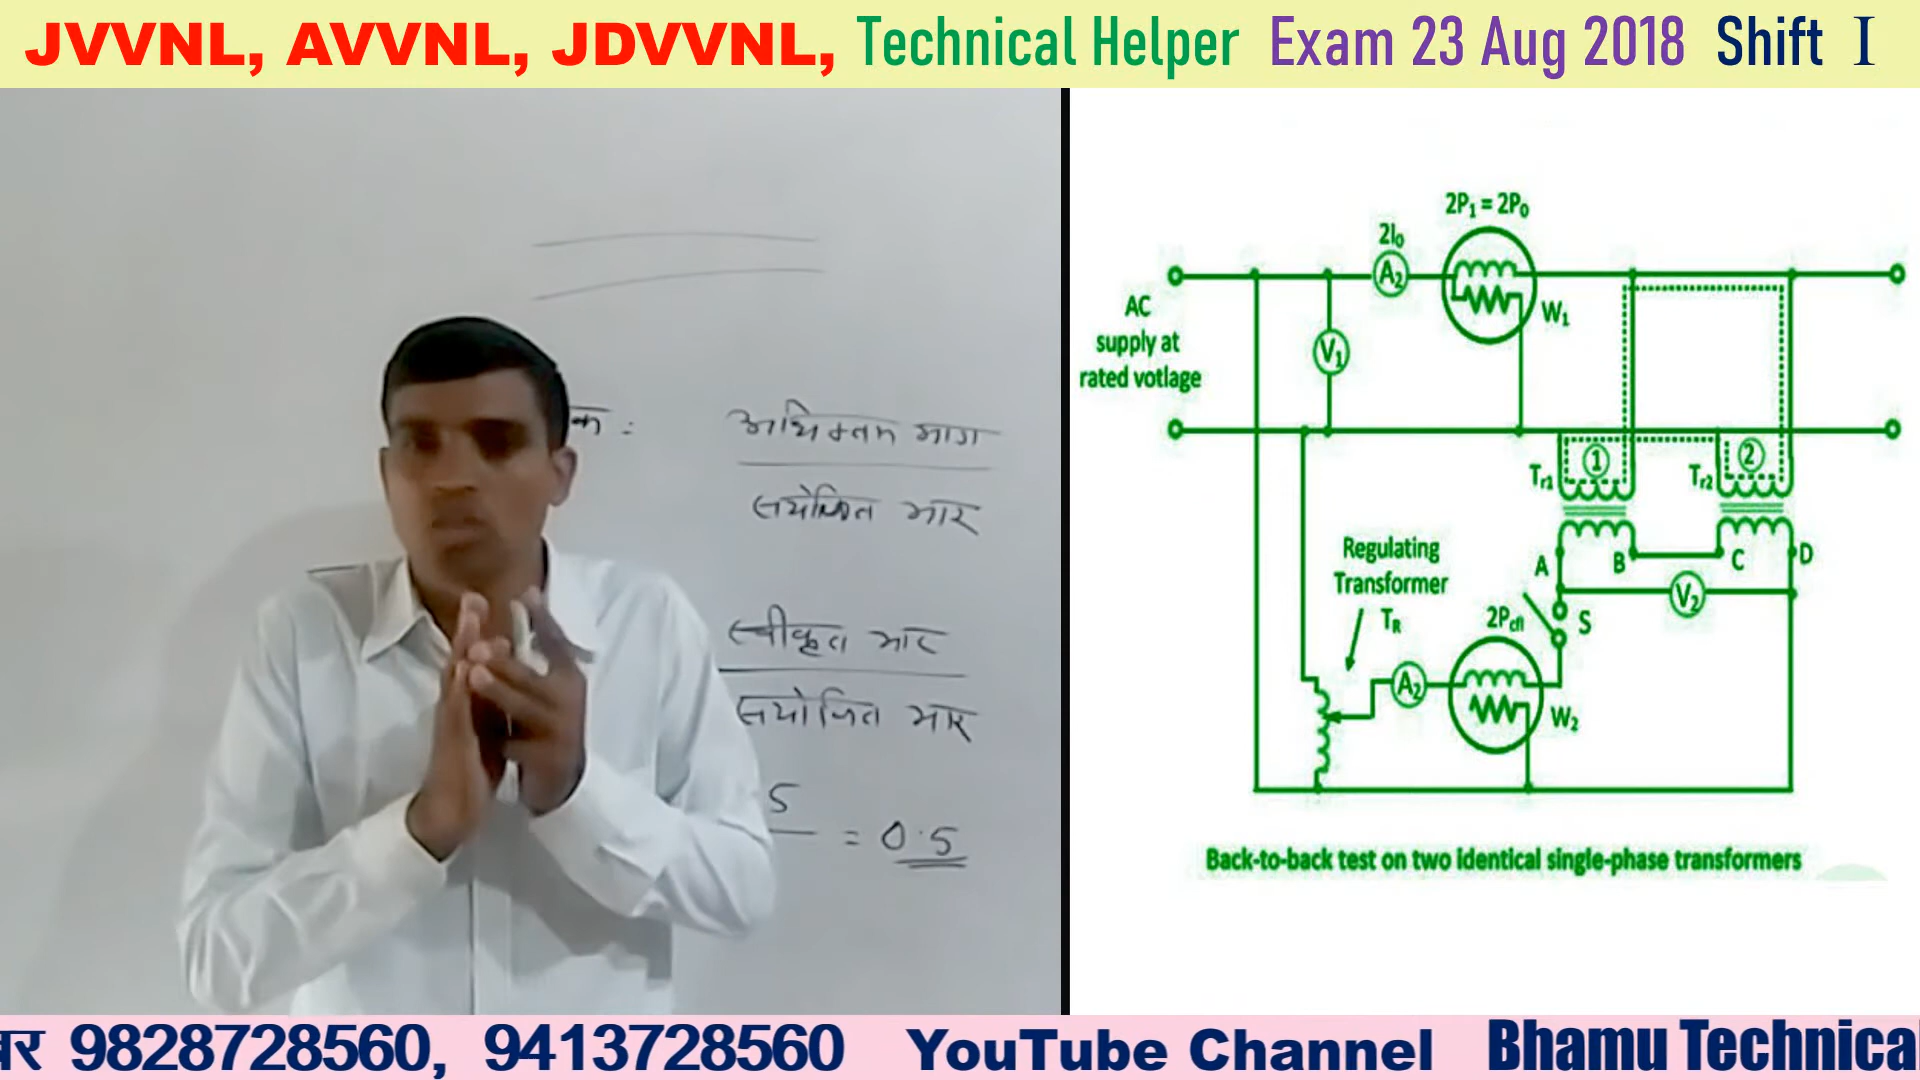 JVVNL, AVVNL, JDVVNL, Technical Helper Exam 23 Aug 2018 Shift I
क :
अधिकतम मांग
संयोजित भार
स्वीकृत भार
संयोजित भार
5
= 0.5
2P₁ = 2P₀
2I₀
A₂
W₁
AC
supply at
rated votlage
V₁
1
2
Tr1
Tr2
A
B
C
D
Regulating
Transformer
TR
V₂
S
2Pcfl
A₂
W₂
Back-to-back test on two identical single-phase transformers
9828728560, 9413728560 YouTube Channel Bhamu Technical